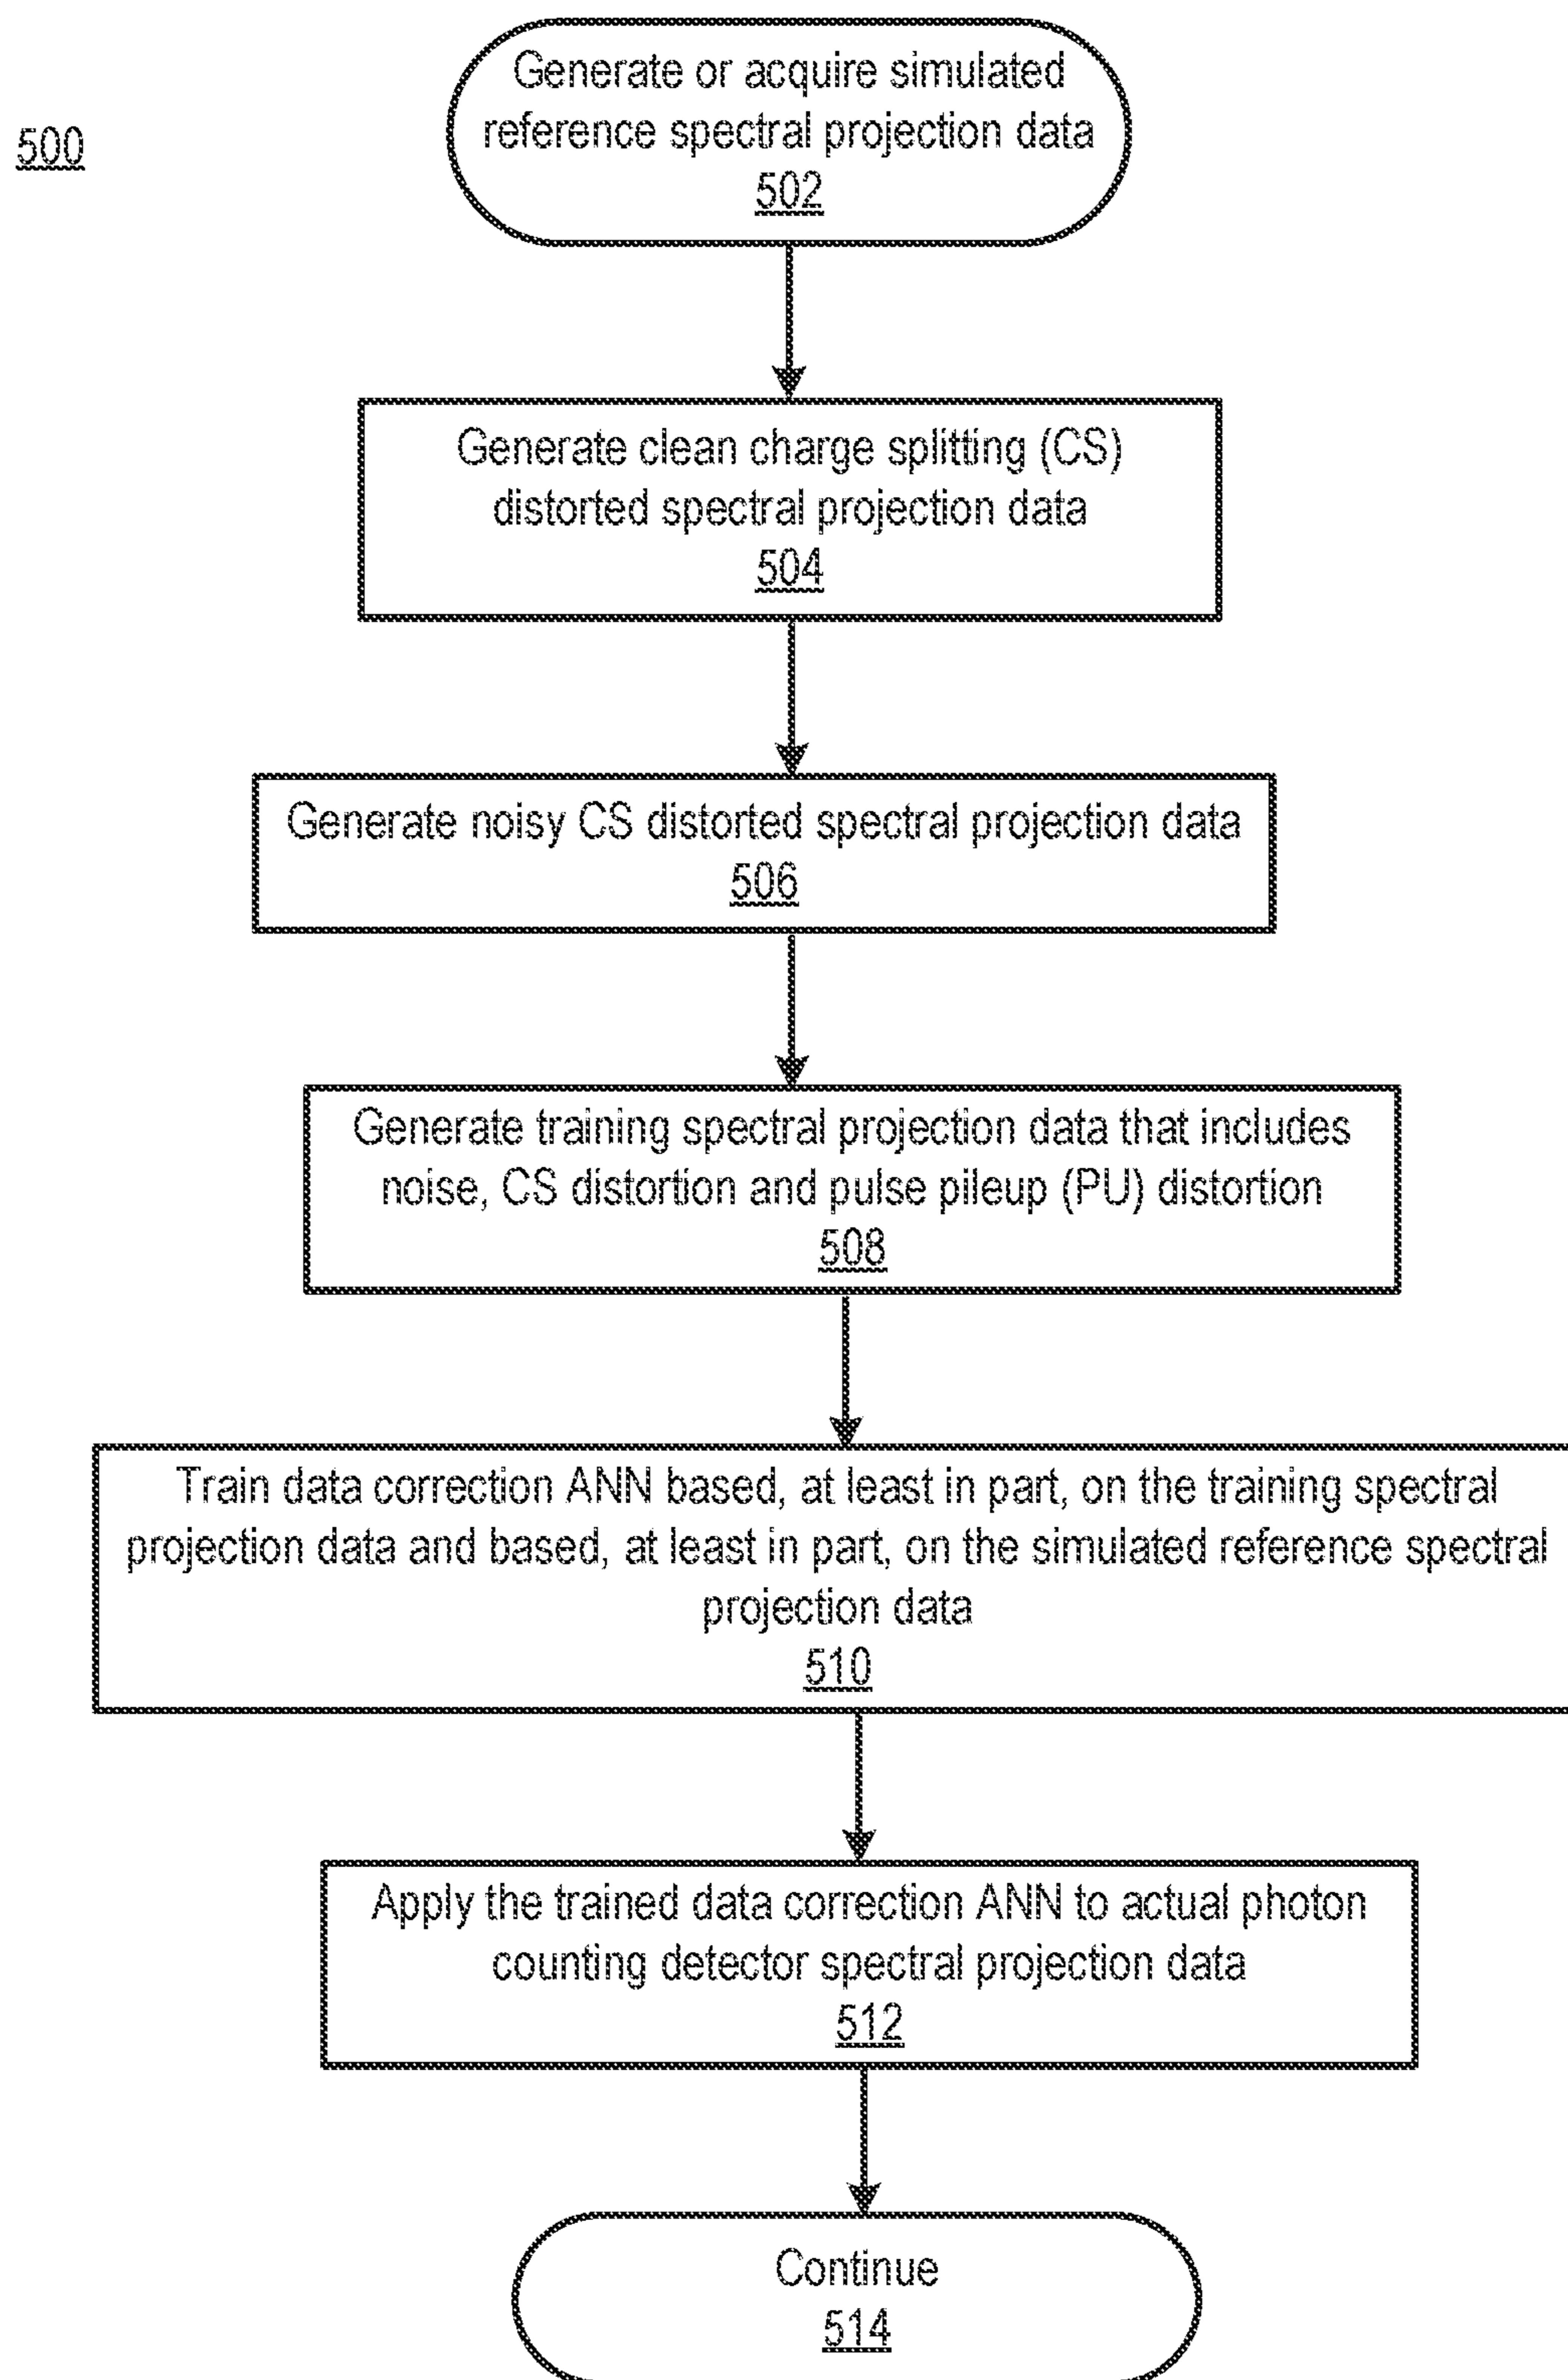 500
Generate or acquire simulated
reference spectral projection data
502
Generate clean charge splitting (CS)
distorted spectral projection data
504
Generate noisy CS distorted spectral projection data
506
Generate training spectral projection data that includes
noise, CS distortion and pulse pileup (PU) distortion
508
Train data correction ANN based, at least in part, on the training spectral
projection data and based, at least in part, on the simulated reference spectral
projection data
510
Apply the trained data correction ANN to actual photon
counting detector spectral projection data
512
Continue
514